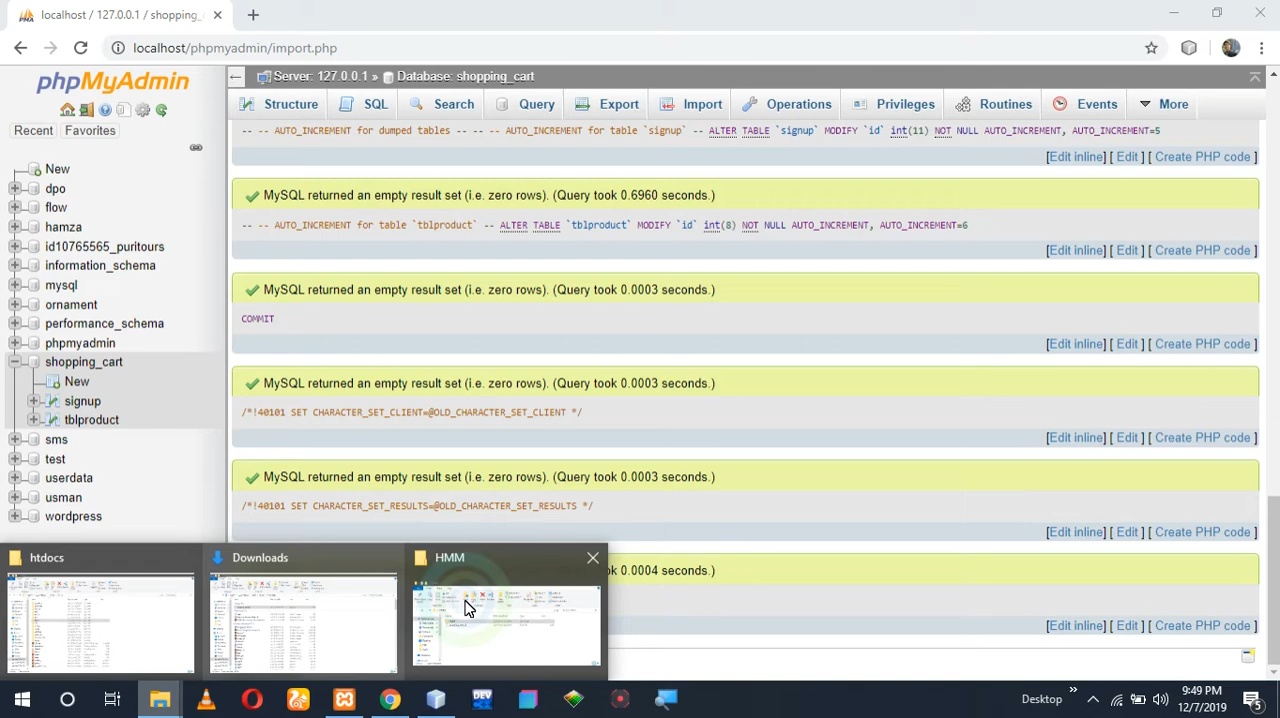 localhost / 127.0.0.1 / shopping_
localhost/phpmyadmin/import.php
phpMyAdmin
Recent Favorites
New
dpo
flow
hamza
id10765565_puritours
information_schema
mysql
ornament
performance_schema
phpmyadmin
shopping_cart
New
signup
tblproduct
sms
test
userdata
usman
wordpress
Server: 127.0.0.1 » Database: shopping_cart
Structure SQL Search Query Export Import Operations Privileges Routines Events More
-- -- AUTO_INCREMENT for dumped tables -- -- AUTO_INCREMENT for table `signup` -- ALTER TABLE `signup` MODIFY `id` int(11) NOT NULL AUTO_INCREMENT, AUTO_INCREMENT=5
[Edit inline] [ Edit ] [ Create PHP code ]
MySQL returned an empty result set (i.e. zero rows). (Query took 0.6960 seconds.)
-- -- AUTO_INCREMENT for table `tblproduct` -- ALTER TABLE `tblproduct` MODIFY `id` int(8) NOT NULL AUTO_INCREMENT, AUTO_INCREMENT=6
[Edit inline] [ Edit ] [ Create PHP code ]
MySQL returned an empty result set (i.e. zero rows). (Query took 0.0003 seconds.)
COMMIT
[Edit inline] [ Edit ] [ Create PHP code ]
MySQL returned an empty result set (i.e. zero rows). (Query took 0.0003 seconds.)
/*!40101 SET CHARACTER_SET_CLIENT=@OLD_CHARACTER_SET_CLIENT */
[Edit inline] [ Edit ] [ Create PHP code ]
MySQL returned an empty result set (i.e. zero rows). (Query took 0.0003 seconds.)
/*!40101 SET CHARACTER_SET_RESULTS=@OLD_CHARACTER_SET_RESULTS */
[Edit inline] [ Edit ] [ Create PHP code ]
0.0004 seconds.)
[Edit inline] [ Edit ] [ Create PHP code ]
htdocs
Downloads
HMM
DEV
Desktop
9:49 PM
12/7/2019
5